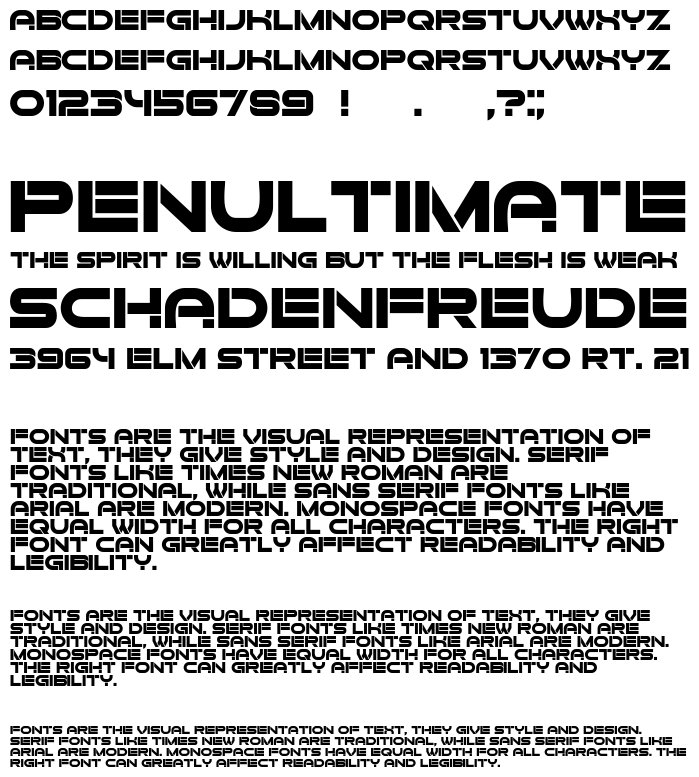 ABCDEFGHIJKLMNOPQRSTUVWXYZ
ABCDEFGHIJKLMNOPQRSTUVWXYZ
0123456789 ! . ,?:;
PENULTIMATE
THE SPIRIT IS WILLING BUT THE FLESH IS WEAK
SCHADENFREUDE
3964 ELM STREET AND 1370 RT. 21
FONTS ARE THE VISUAL REPRESENTATION OF
TEXT, THEY GIVE STYLE AND DESIGN. SERIF
FONTS LIKE TIMES NEW ROMAN ARE
TRADITIONAL, WHILE SANS SERIF FONTS LIKE
ARIAL ARE MODERN. MONOSPACE FONTS HAVE
EQUAL WIDTH FOR ALL CHARACTERS. THE RIGHT
FONT CAN GREATLY AFFECT READABILITY AND
LEGIBILITY.
FONTS ARE THE VISUAL REPRESENTATION OF TEXT, THEY GIVE
STYLE AND DESIGN. SERIF FONTS LIKE TIMES NEW ROMAN ARE
TRADITIONAL, WHILE SANS SERIF FONTS LIKE ARIAL ARE MODERN.
MONOSPACE FONTS HAVE EQUAL WIDTH FOR ALL CHARACTERS.
THE RIGHT FONT CAN GREATLY AFFECT READABILITY AND
LEGIBILITY.
FONTS ARE THE VISUAL REPRESENTATION OF TEXT, THEY GIVE STYLE AND DESIGN.
SERIF FONTS LIKE TIMES NEW ROMAN ARE TRADITIONAL, WHILE SANS SERIF FONTS LIKE
ARIAL ARE MODERN. MONOSPACE FONTS HAVE EQUAL WIDTH FOR ALL CHARACTERS. THE
RIGHT FONT CAN GREATLY AFFECT READABILITY AND LEGIBILITY.